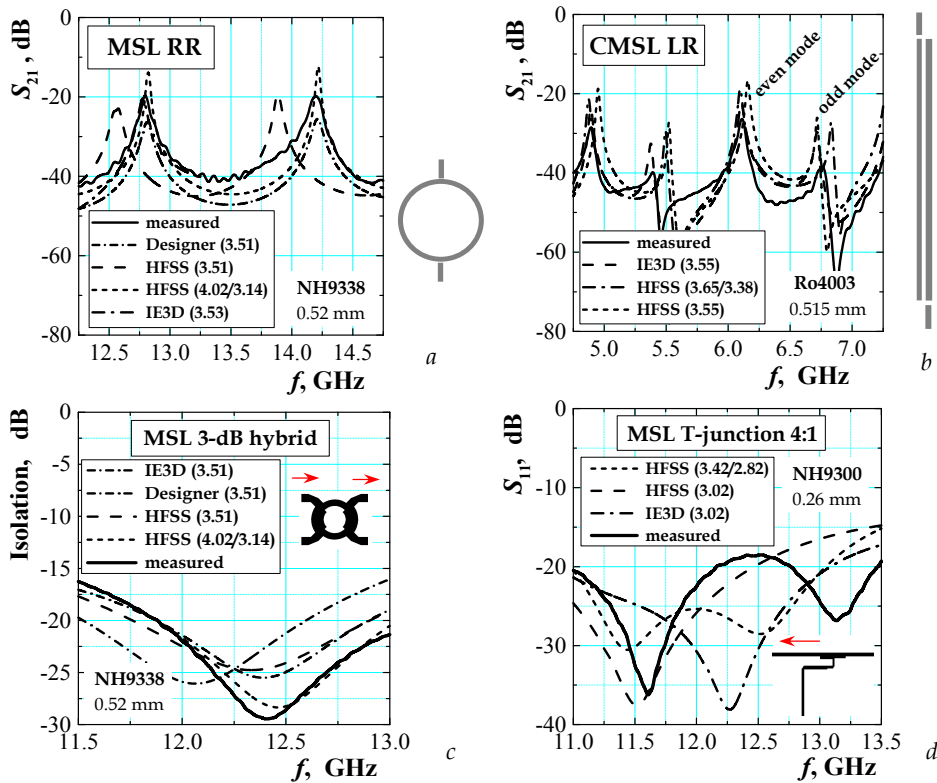 MSL RR
S21 , dB
0
-20
-40
-60
-80
measured
Designer (3.51)
HFSS (3.51)
HFSS (4.02/3.14)
IE3D (3.53)
NH9338
0.52 mm
12.5 13.0 13.5 14.0 14.5
f, GHz
a
CMSL LR
S21 , dB
0
-20
-40
-60
-80
even mode
odd mode
measured
IE3D (3.55)
HFSS (3.65/3.38)
HFSS (3.55)
Ro4003
0.515 mm
5.0 5.5 6.0 6.5 7.0
f, GHz
b
MSL 3-dB hybrid
Isolation, dB
0
-5
-10
-15
-20
-25
-30
IE3D (3.51)
Designer (3.51)
HFSS (3.51)
HFSS (4.02/3.14)
measured
NH9338
0.52 mm
11.5 12.0 12.5 13.0
f, GHz
c
MSL T-junction 4:1
S11, dB
0
-10
-20
-30
-40
HFSS (3.42/2.82)
HFSS (3.02)
IE3D (3.02)
measured
NH9300
0.26 mm
11.0 11.5 12.0 12.5 13.0 13.5
f, GHz
d